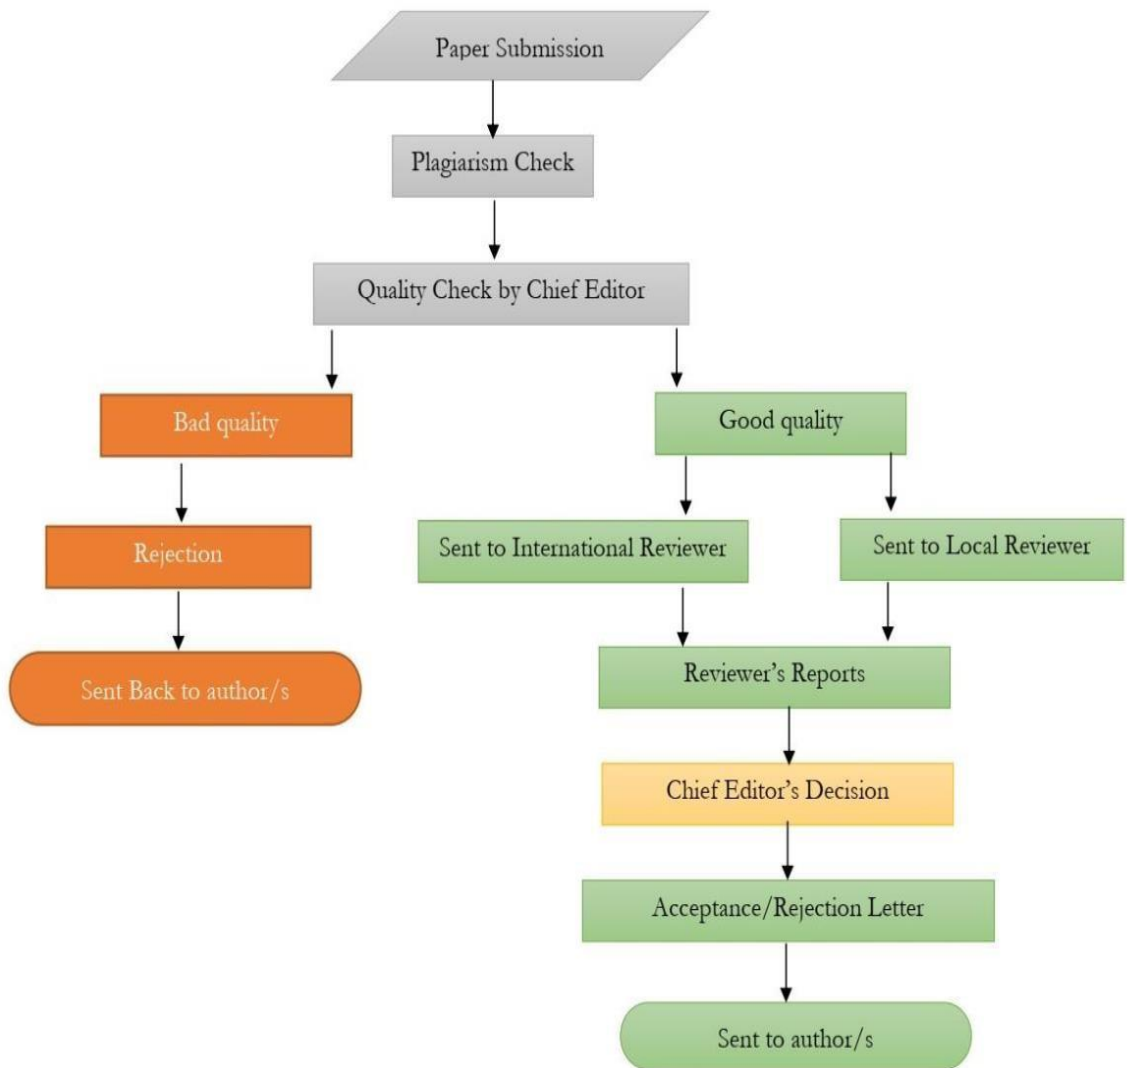 Paper Submission
Plagiarism Check
Quality Check by Chief Editor
Bad quality
Good quality
Sent to International Reviewer
Sent to Local Reviewer
Rejection
Reviewer's Reports
Sent Back to author/s
Chief Editor's Decision
Acceptance/Rejection Letter
Sent to author/s